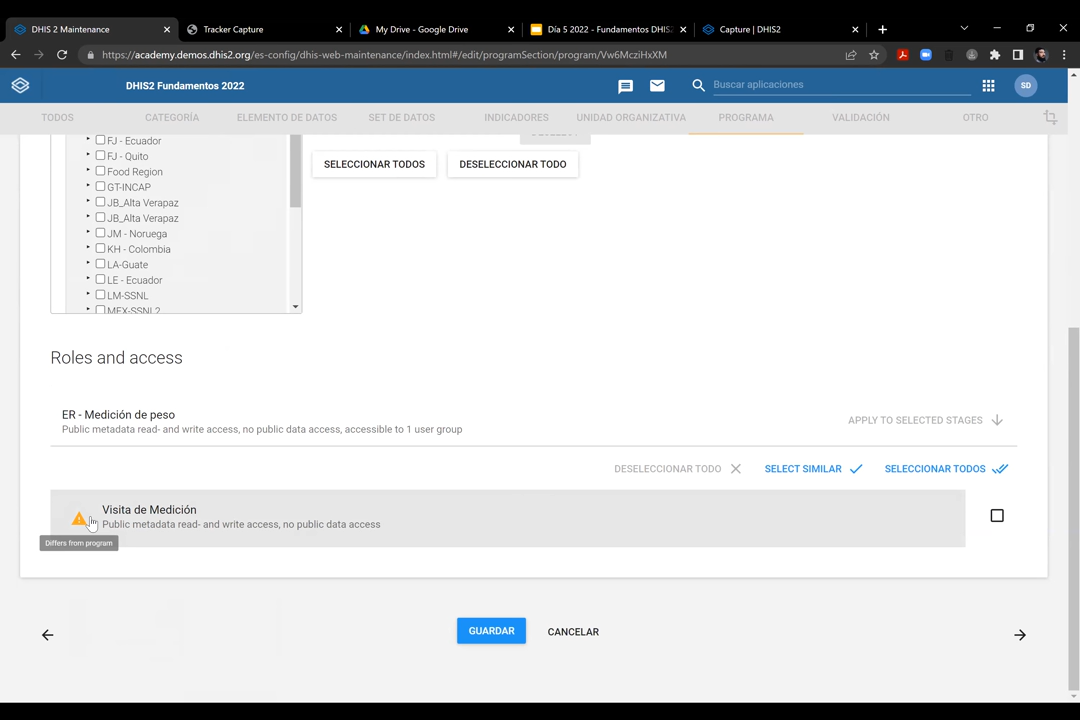 DHIS 2 Maintenance
Tracker Capture
My Drive - Google Drive
Día 5 2022 - Fundamentos DHIS2
Capture | DHIS2
https://academy.demos.dhis2.org/es-config/dhis-web-maintenance/index.html#/edit/programSection/program/Vw6McziHxXM
DHIS2 Fundamentos 2022
Buscar aplicaciones
SD
TODOS
CATEGORÍA
ELEMENTO DE DATOS
SET DE DATOS
INDICADORES
UNIDAD ORGANIZATIVA
PROGRAMA
VALIDACIÓN
OTRO
FJ - Ecuador
FJ - Quito
Food Region
GT-INCAP
JB_Alta Verapaz
JB_Alta Verapaz
JM - Noruega
KH - Colombia
LA-Guate
LE - Ecuador
LM-SSNL
MEX-SSNL2
SELECCIONAR TODOS
DESELECCIONAR TODO
Roles and access
ER - Medición de peso
Public metadata read- and write access, no public data access, accessible to 1 user group
APPLY TO SELECTED STAGES
DESELECCIONAR TODO
SELECT SIMILAR
SELECCIONAR TODOS
Visita de Medición
Public metadata read- and write access, no public data access
Differs from program
GUARDAR
CANCELAR